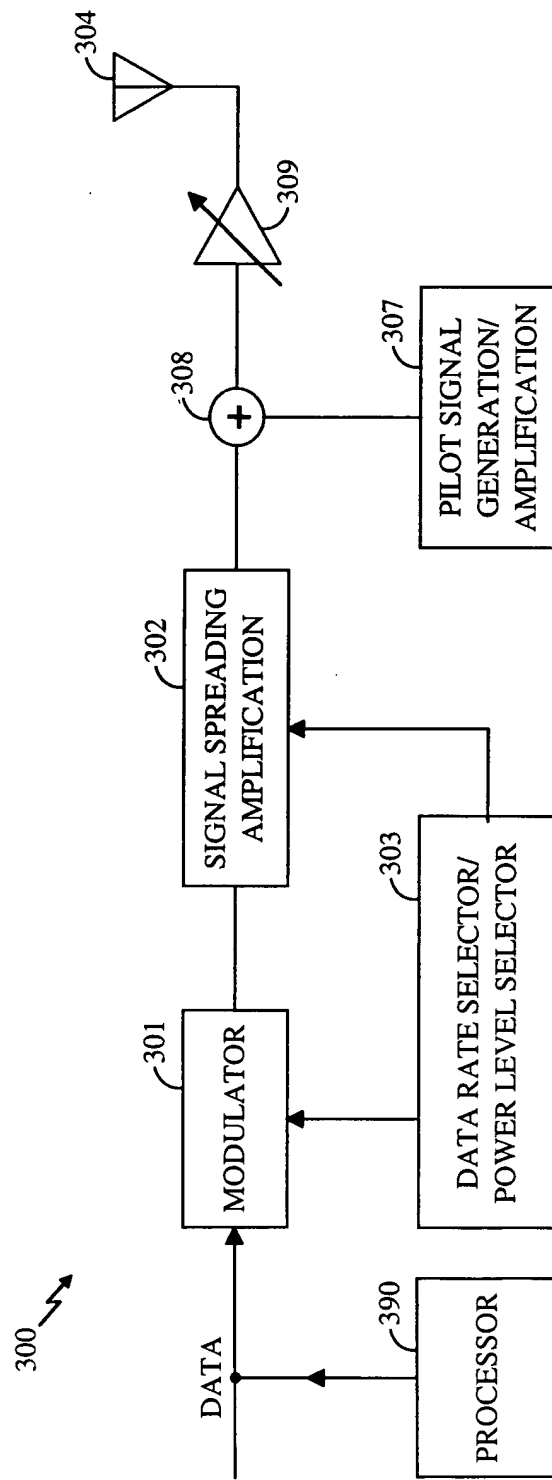 300
DATA
PROCESSOR
390
MODULATOR
301
DATA RATE SELECTOR/
POWER LEVEL SELECTOR
303
SIGNAL SPREADING
AMPLIFICATION
302
308
+
PILOT SIGNAL
GENERATION/
AMPLIFICATION
307
309
304